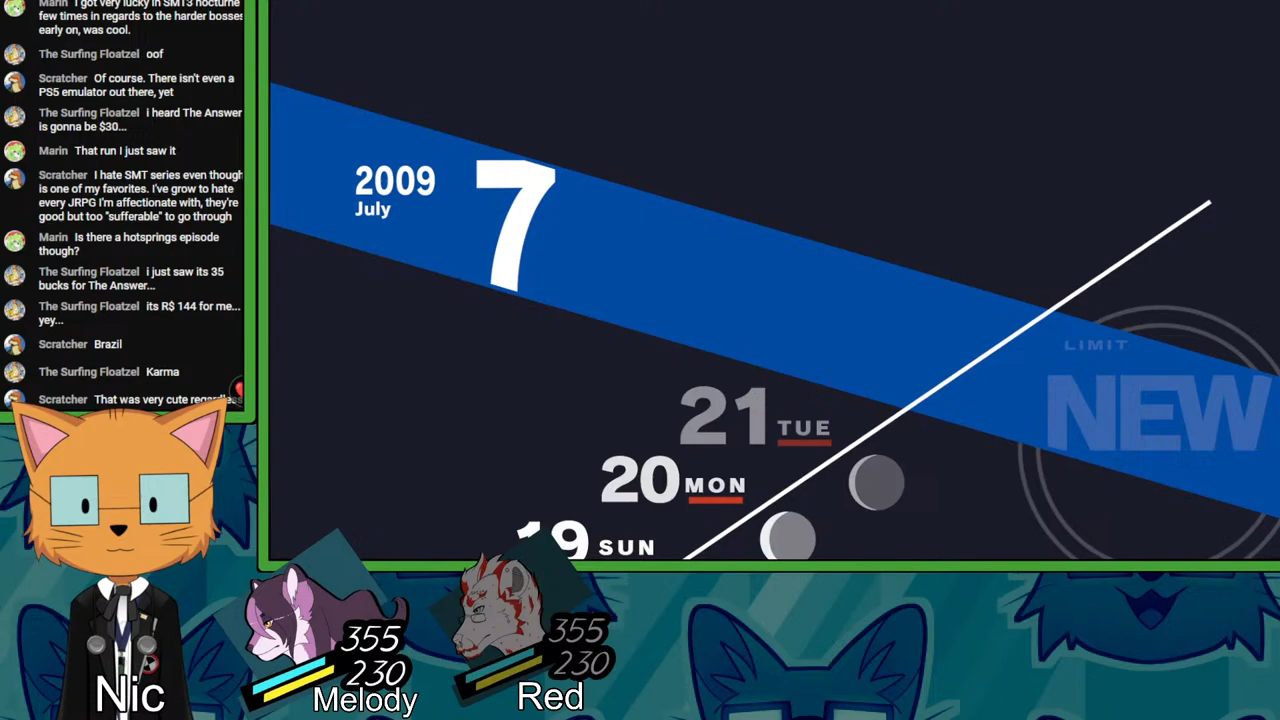 Marin I got very lucky in SMT3 nocturne
few times in regards to the harder bosses
early on, was cool.
The Surfing Floatzel oof
Scratcher Of course. There isn't even a
PS5 emulator out there, yet
The Surfing Floatzel i heard The Answer
is gonna be $30...
Marin That run I just saw it
Scratcher I hate SMT series even though
is one of my favorites. I've grow to hate
every JRPG I'm affectionate with, they're
good but too "sufferable" to go through
Marin Is there a hotsprings episode
though?
The Surfing Floatzel i just saw its 35
bucks for The Answer...
The Surfing Floatzel its R$ 144 for me...
yey...
Scratcher Brazil
The Surfing Floatzel Karma
Scratcher That was very cute regardless
2009
July
7
LIMIT
NEW
21 TUE
20 MON
19 SUN
355
230
355
230
Nic
Melody
Red